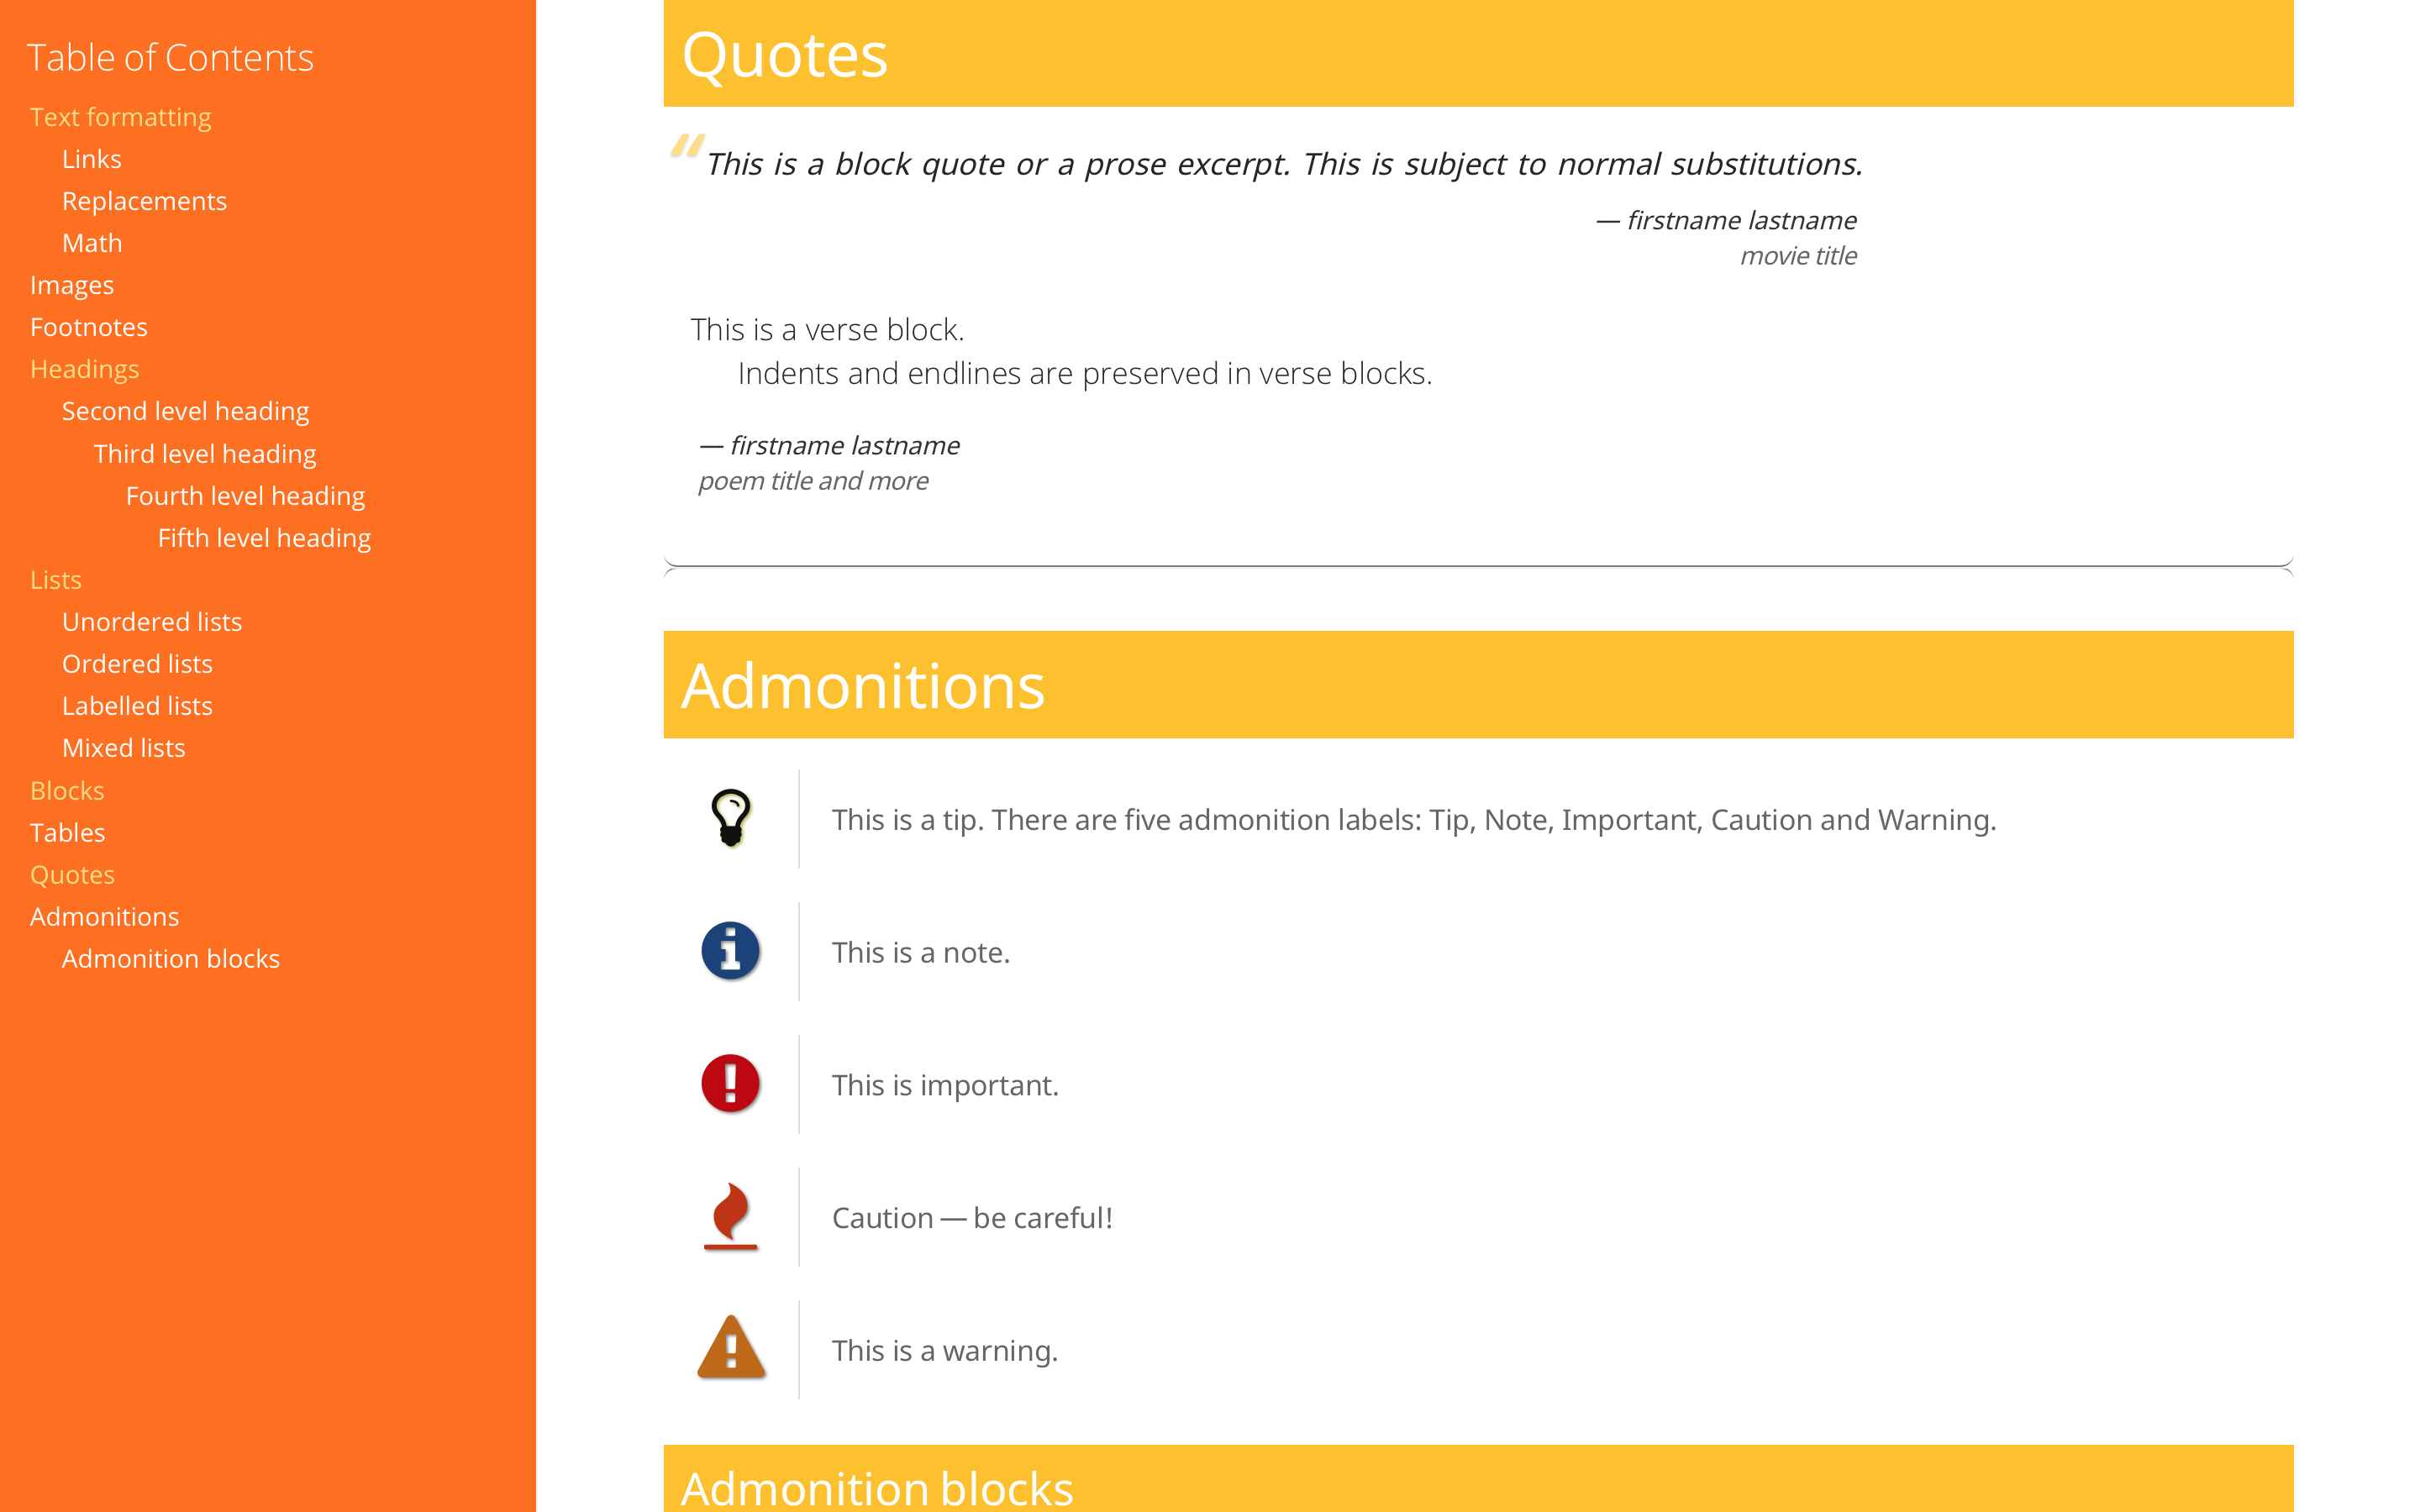 Table of Contents
Text formatting
Links
Replacements
Math
Images
Footnotes
Headings
Second level heading
Third level heading
Fourth level heading
Fifth level heading
Lists
Unordered lists
Ordered lists
Labelled lists
Mixed lists
Blocks
Tables
Quotes
Admonitions
Admonition blocks
Quotes
“This is a block quote or a prose excerpt. This is subject to normal substitutions.
— firstname lastname
movie title
This is a verse block.
Indents and endlines are preserved in verse blocks.
— firstname lastname
poem title and more
Admonitions
This is a tip. There are five admonition labels: Tip, Note, Important, Caution and Warning.
This is a note.
This is important.
Caution — be careful!
This is a warning.
Admonition blocks